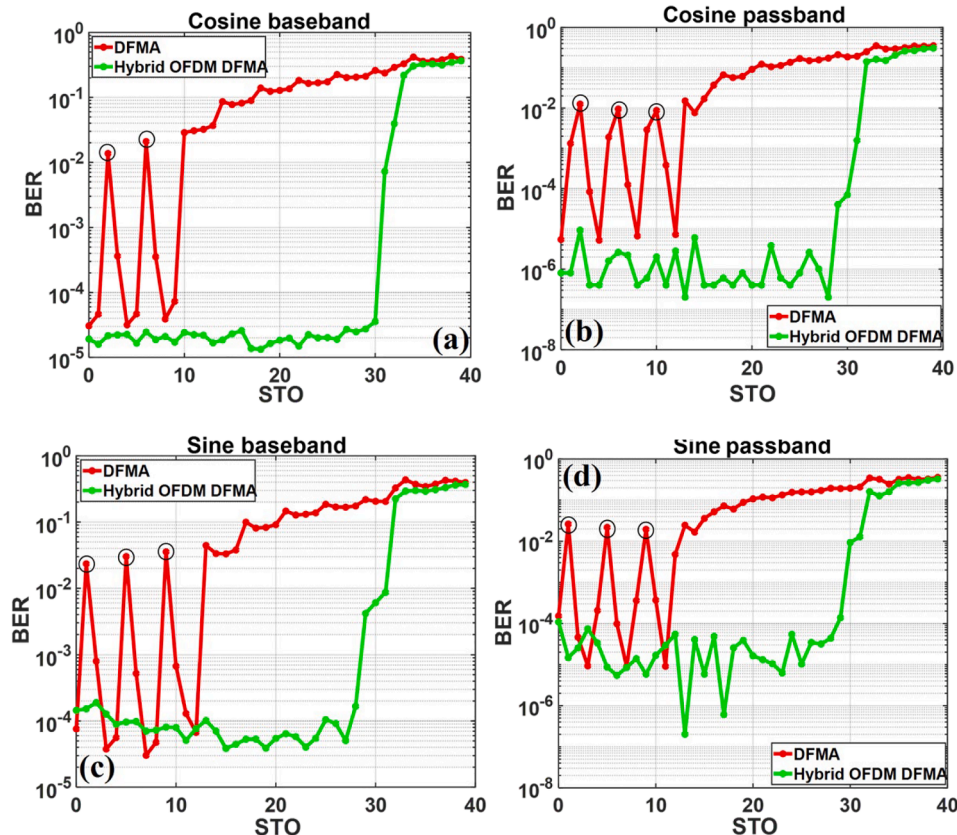 Cosine baseband
10^0
DFMA
Hybrid OFDM DFMA
10^-1
10^-2
10^-3
10^-4
10^-5
BER
(a)
0 10 20 30 40
STO
Cosine passband
10^0
10^-2
10^-4
10^-6
10^-8
BER
(b)
DFMA
Hybrid OFDM DFMA
0 10 20 30 40
STO
Sine baseband
10^0
DFMA
Hybrid OFDM DFMA
10^-1
10^-2
10^-3
10^-4
10^-5
BER
(c)
0 10 20 30 40
STO
Sine passband
10^0
(d)
10^-2
10^-4
10^-6
10^-8
BER
DFMA
Hybrid OFDM DFMA
0 10 20 30 40
STO